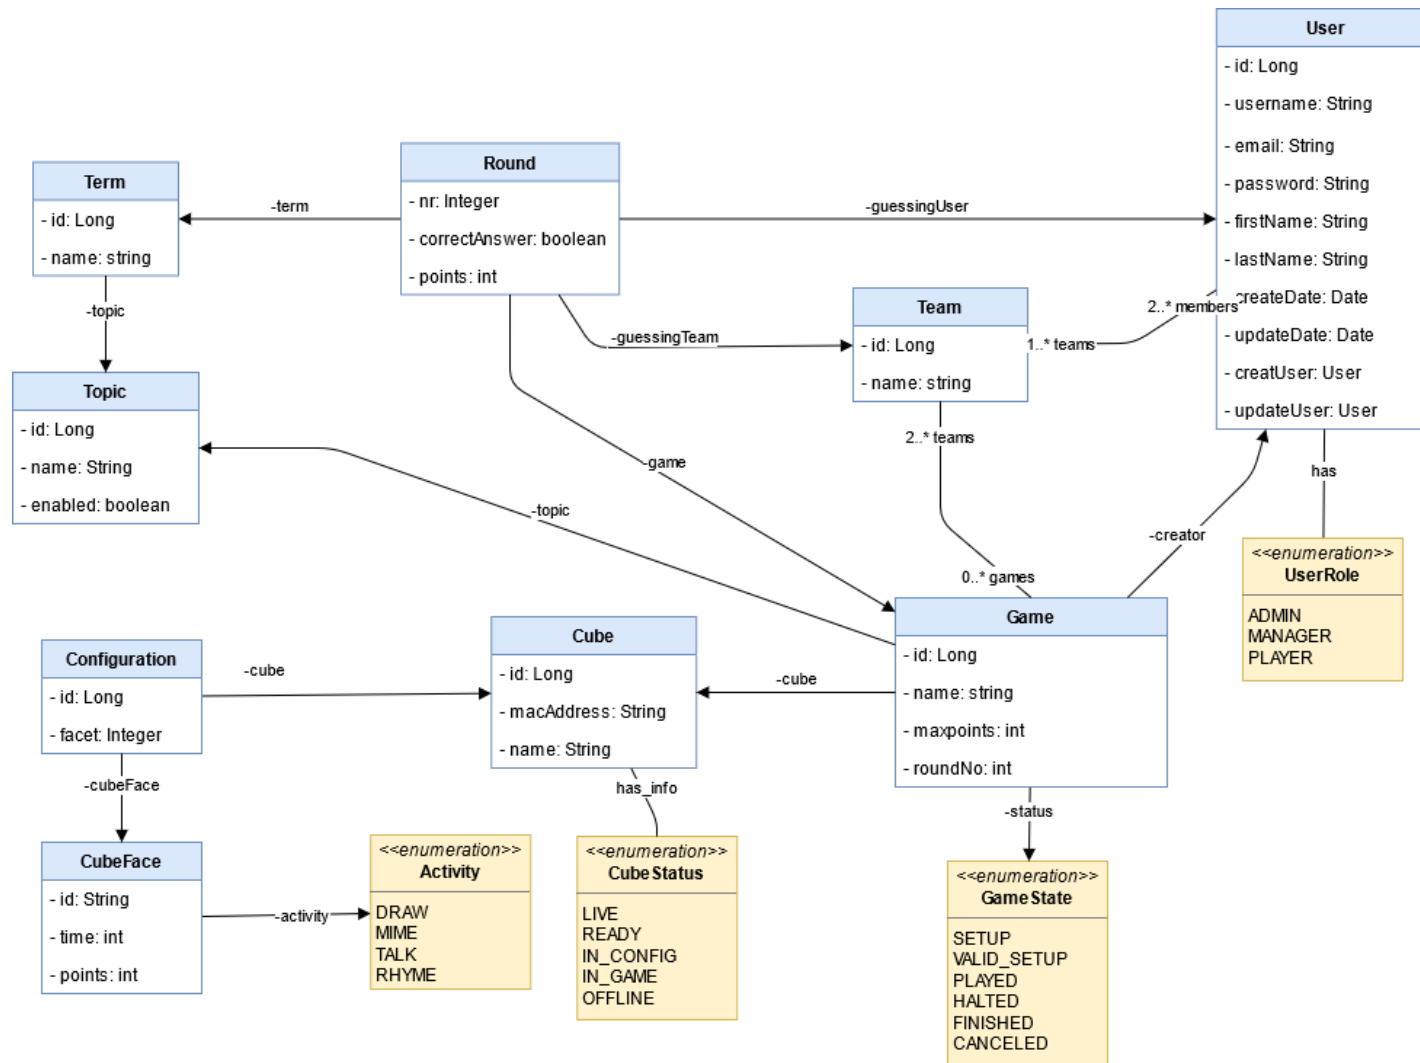 User
- id: Long
- username: String
- email: String
- password: String
- firstName: String
- lastName: String
- createDate: Date
- updateDate: Date
- creatUser: User
- updateUser: User
Round
- nr: Integer
- correctAnswer: boolean
- points: int
Term
- id: Long
- name: string
-term
-guessingUser
-topic
Team
- id: Long
- name: string
-guessingTeam
2..* members
1..* teams
Topic
- id: Long
- name: String
- enabled: boolean
2..* teams
-game
-topic
has
-creator
0..* games
<<enumeration>>
UserRole
ADMIN
MANAGER
PLAYER
Game
- id: Long
- name: string
- maxpoints: int
- roundNo: int
Cube
- id: Long
- macAddress: String
- name: String
Configuration
- id: Long
- facet: Integer
-cube
-cube
-cubeFace
has_info
-status
CubeFace
- id: String
- time: int
- points: int
-activity
<<enumeration>>
Activity
DRAW
MIME
TALK
RHYME
<<enumeration>>
CubeStatus
LIVE
READY
IN_CONFIG
IN_GAME
OFFLINE
<<enumeration>>
GameState
SETUP
VALID_SETUP
PLAYED
HALTED
FINISHED
CANCELED